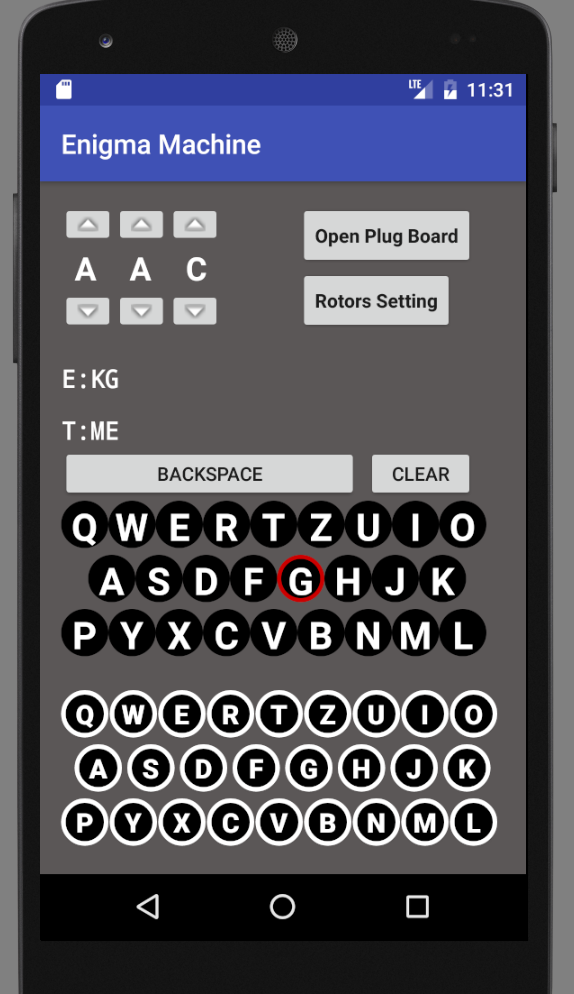 LTE 11:31
Enigma Machine
A A C
Open Plug Board
Rotors Setting
E:KG
T:ME
BACKSPACE CLEAR
Q W E R T Z U I O
A S D F G H J K
P Y X C V B N M L
Q W E R T Z U I O
A S D F G H J K
P Y X C V B N M L